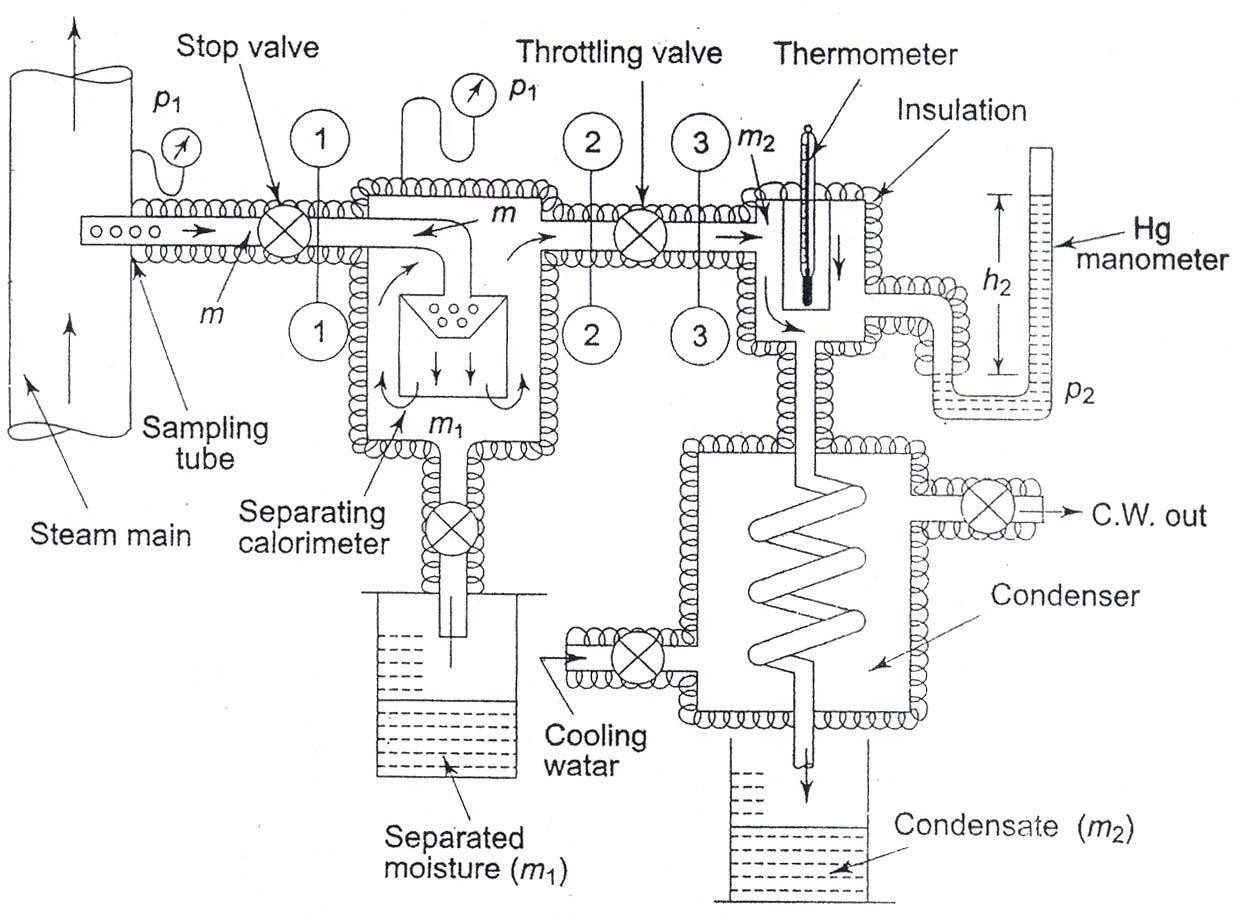 Stop valve
Throttling valve
Thermometer
p1
p1
Insulation
1
2
3
m2
m
Hg
manometer
h2
m
1
2
3
p2
m1
Sampling
tube
Separating
calorimeter
Steam main
C.W. out
Condenser
Cooling
watar
Separated
moisture (m1)
Condensate (m2)